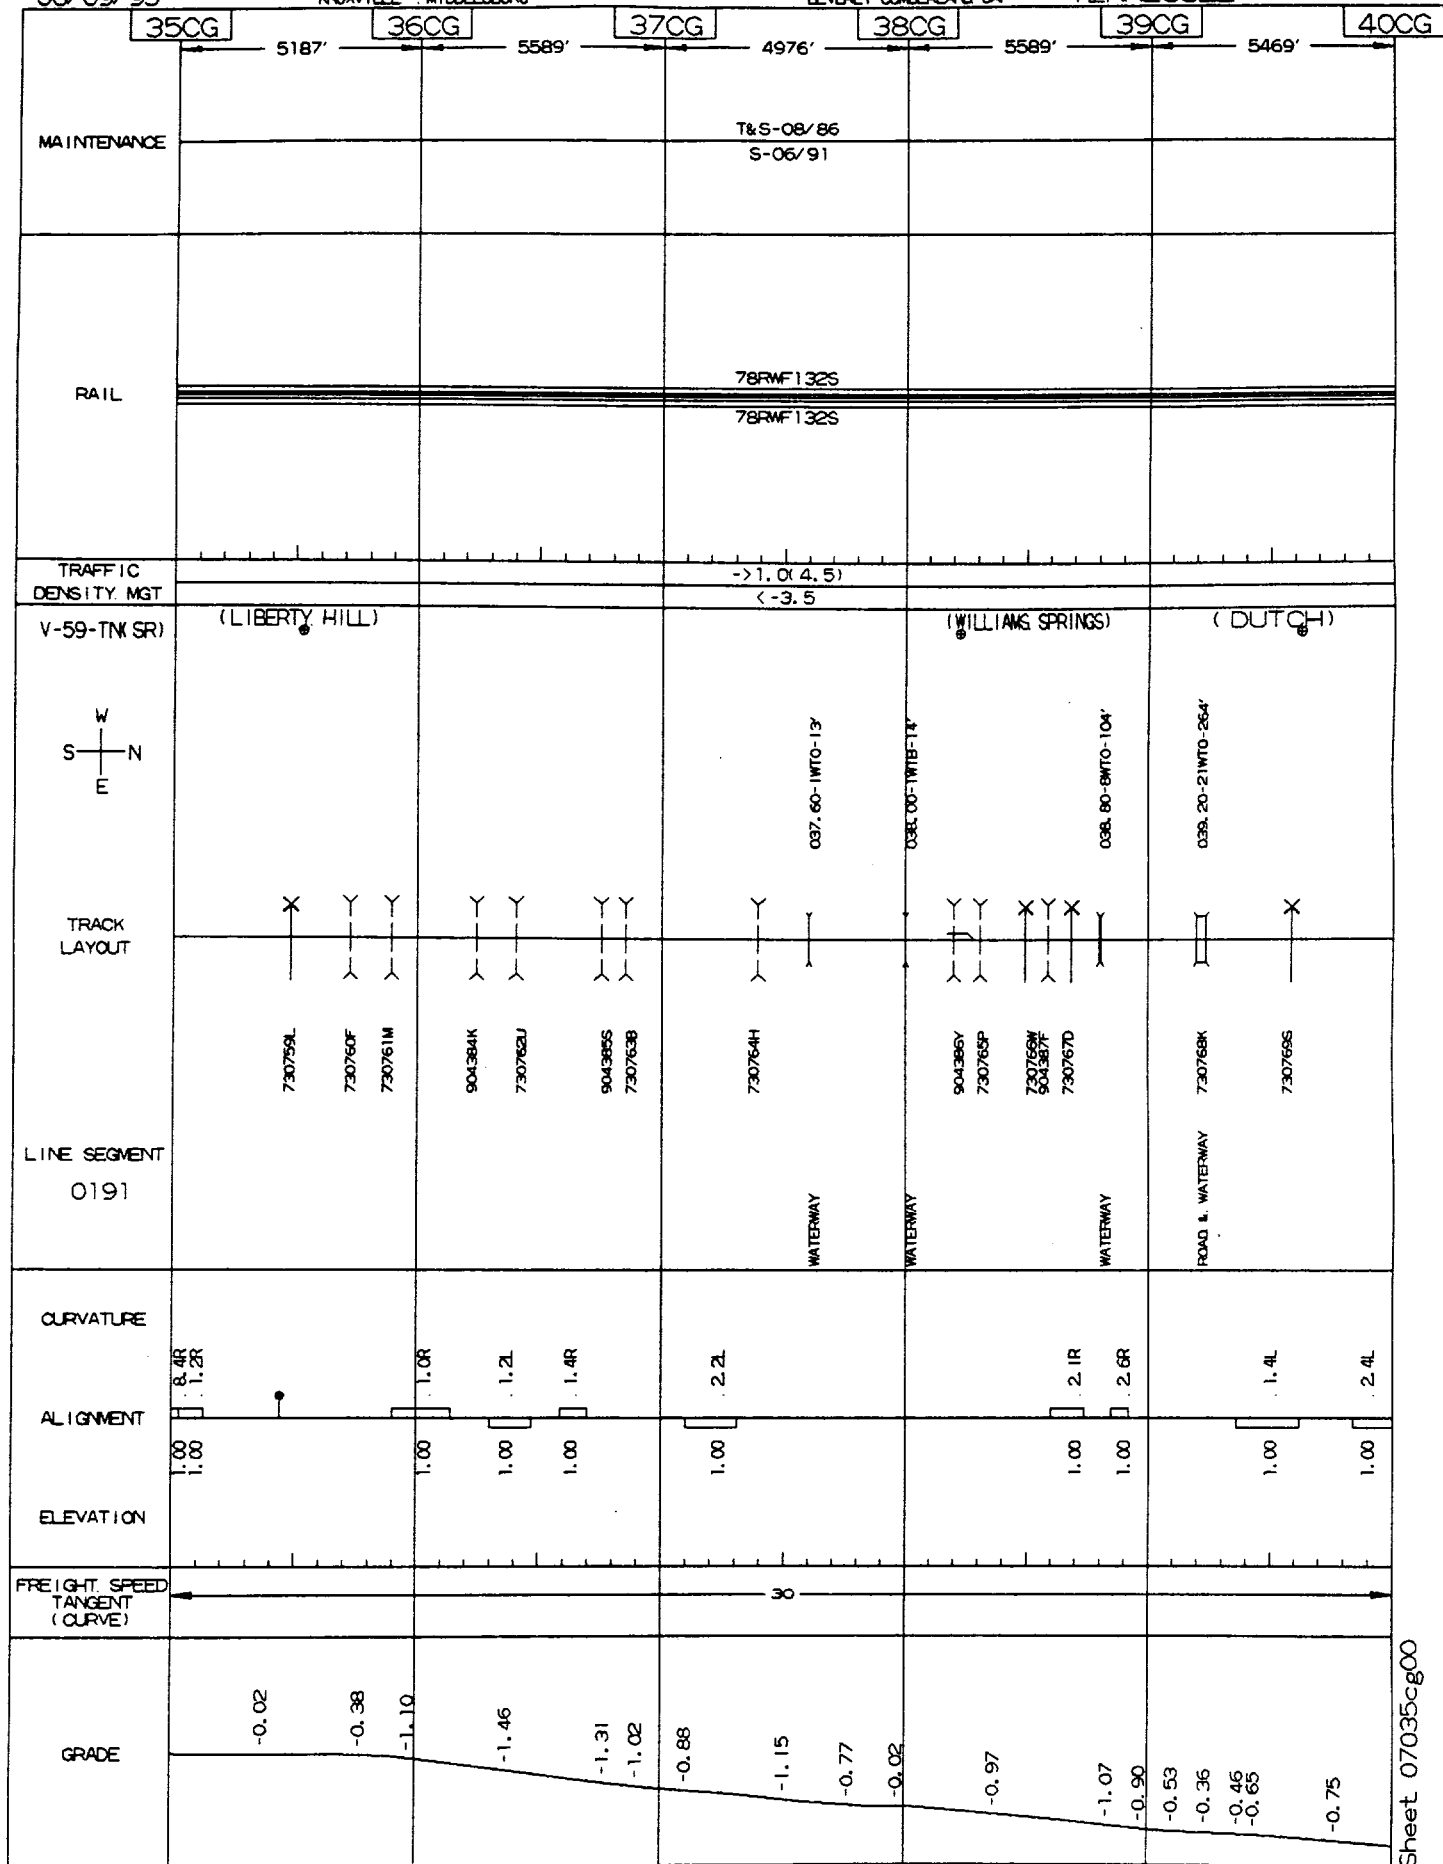 35CG 36CG 37CG 38CG 39CG 40CG
5187' 5589' 4976' 5589' 5469'
MAINTENANCE
T&S-08/86
S-06/91
RAIL
78RWF132S
78RWF132S
TRAFFIC
DENSITY. MGT
->1.0(4.5)
<-3.5
V-59-TN(SR)
(LIBERTY. HILL) (WILLIAMS. SPRINGS) (DUTCH)
W
S N
E
037.60-1WTO-13'
038.00-1WTB-14'
038.80-8WTO-104'
039.20-21WTO-264'
TRACK
LAYOUT
730759L
730760F
730761M
904384K
730762U
904385S
730763B
730764H
904386Y
730765P
730766W
904387F
730767D
730768K
730769S
LINE SEGMENT
0191
WATERWAY
WATERWAY
WATERWAY
ROAD & WATERWAY
CURVATURE
8.4R 1.2R 1.0R 1.2L 1.4R 2.2L 2.1R 2.6R 1.4L 2.4L
ALIGNMENT
1.00 1.00 1.00 1.00 1.00 1.00 1.00 1.00 1.00 1.00
ELEVATION
FREIGHT. SPEED
TANGENT
(CURVE)
30
GRADE
-0.02 -0.38 -1.10 -1.46 -1.31 -1.02 -0.88 -1.15 -0.77 -0.02 -0.97 -1.07 -0.90 -0.53 -0.36 -0.46 -0.65 -0.75
Sheet 07035cg00